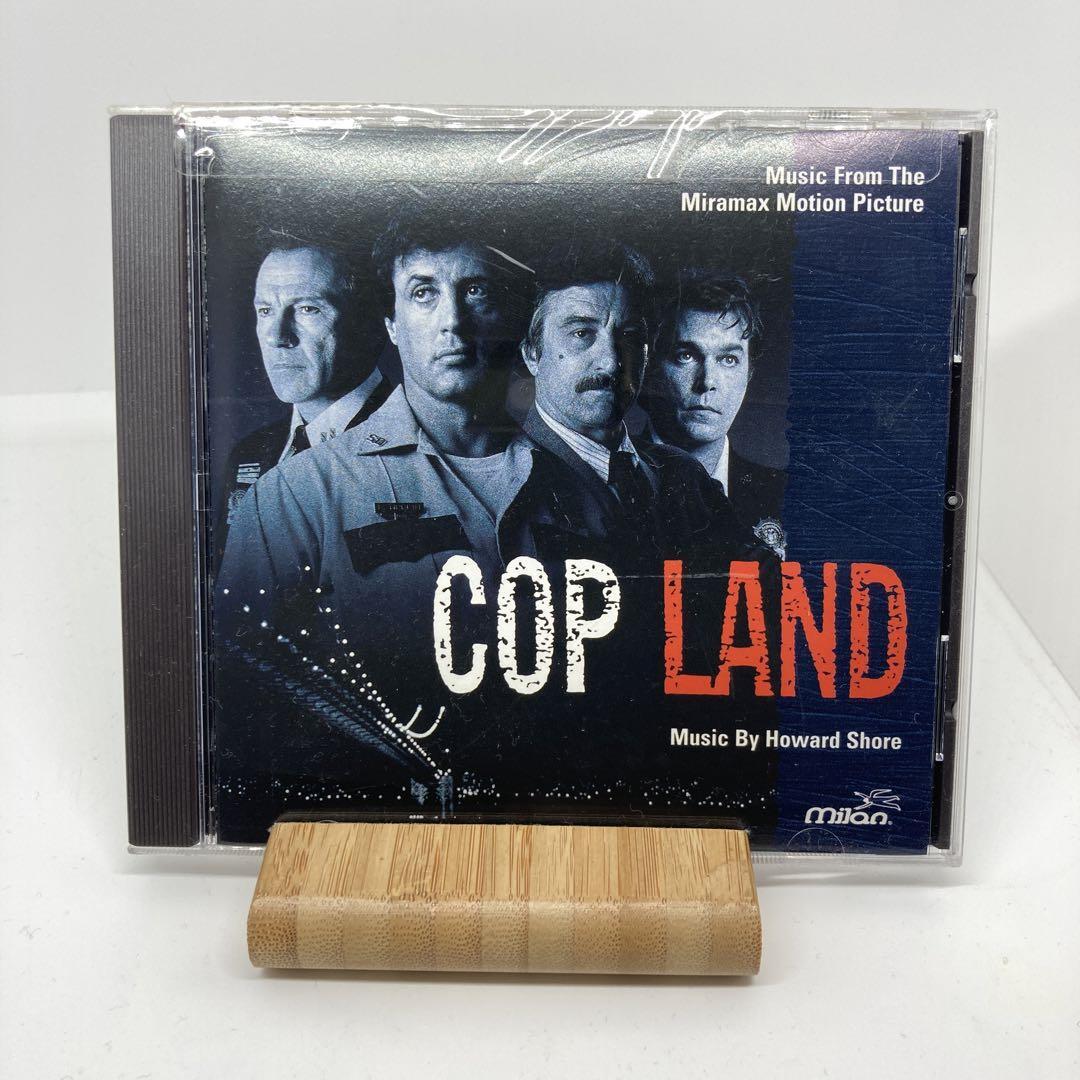 Music From The
Miramax Motion Picture
COP LAND
Music By Howard Shore
milan